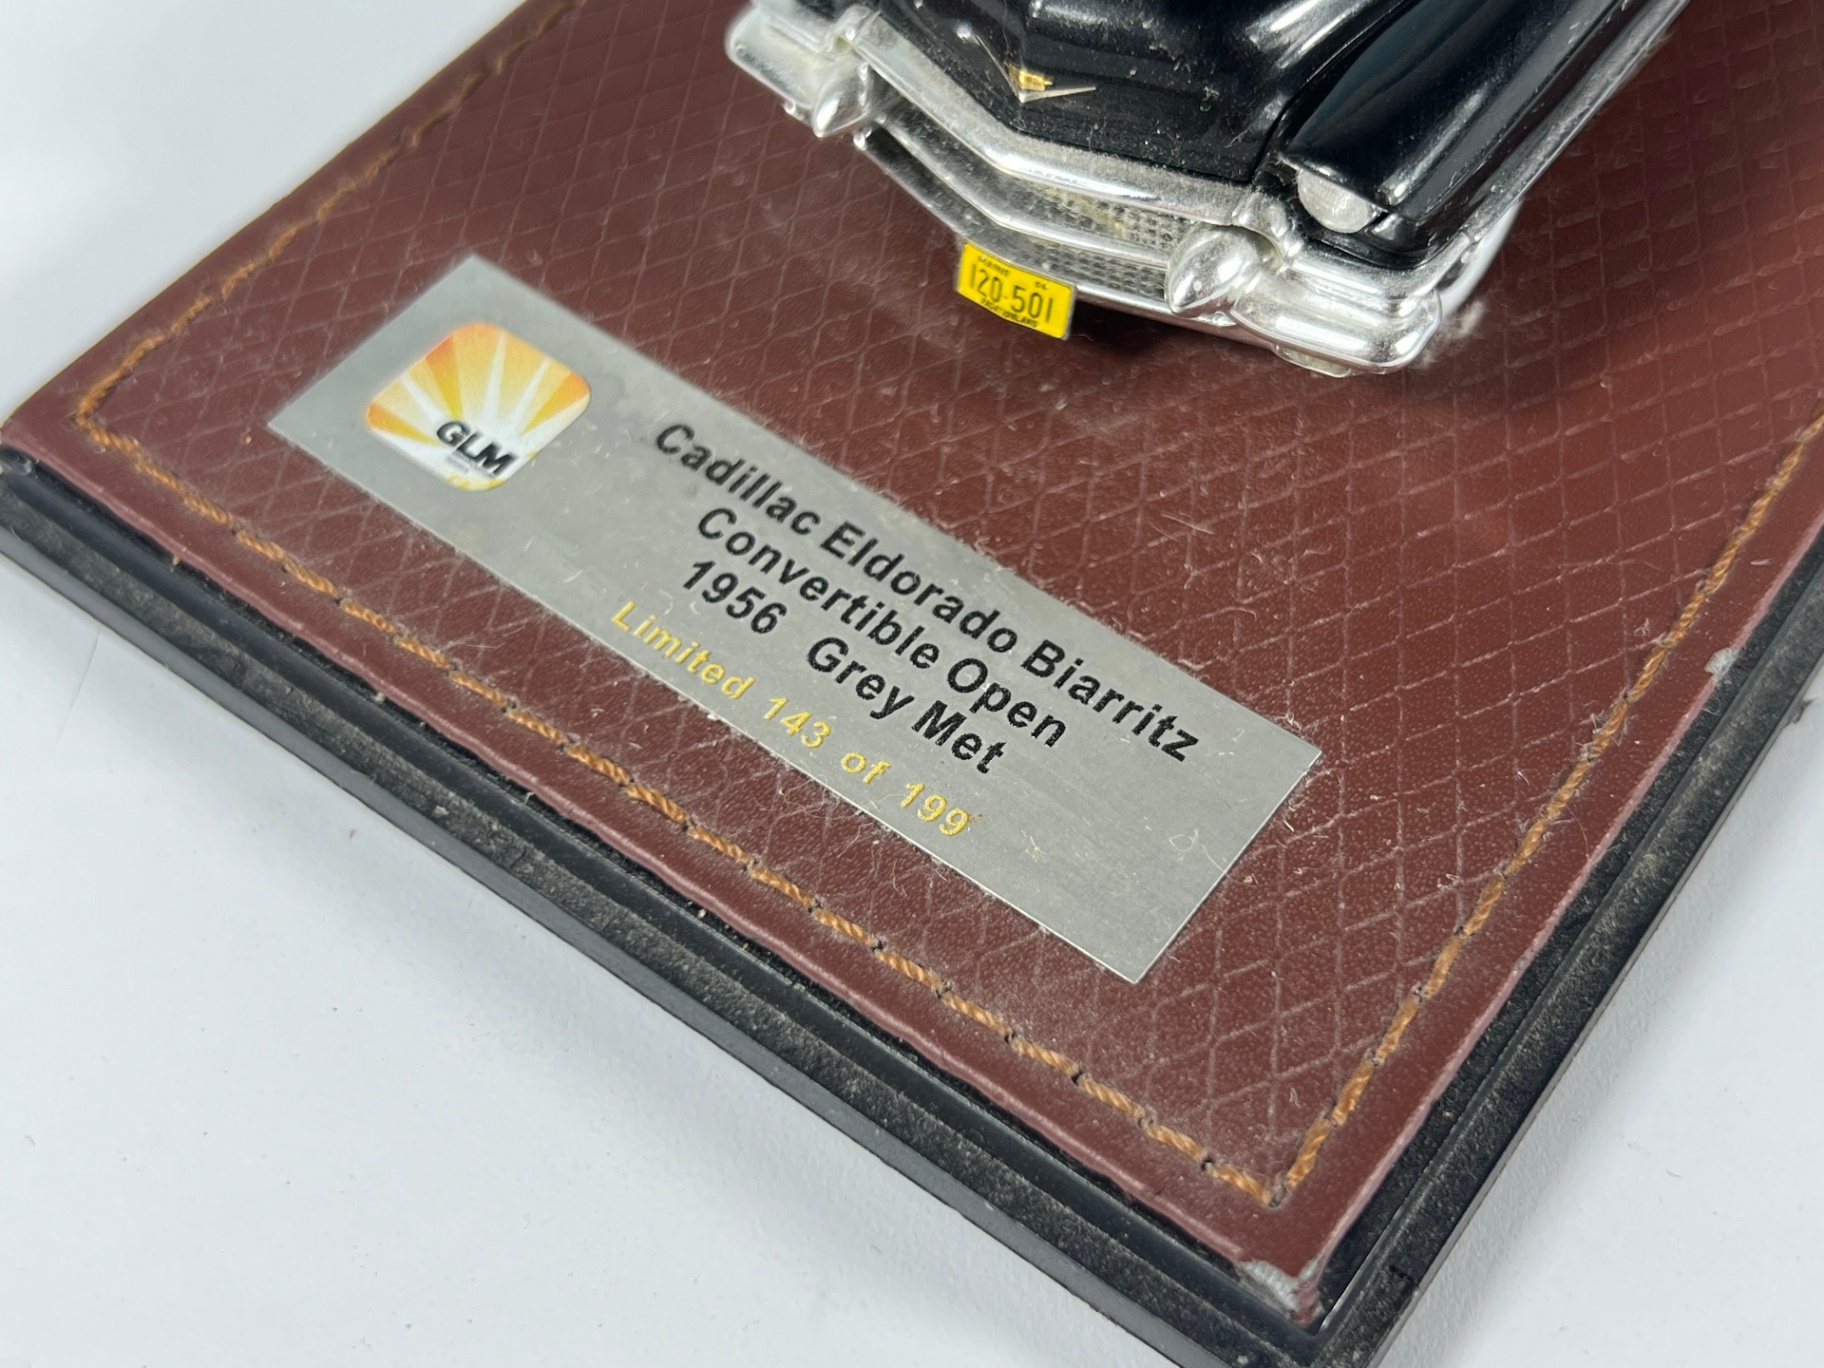 120-501
GLM
Cadillac Eldorado Biarritz
Convertible Open
1956 Grey Met
Limited 143 of 199